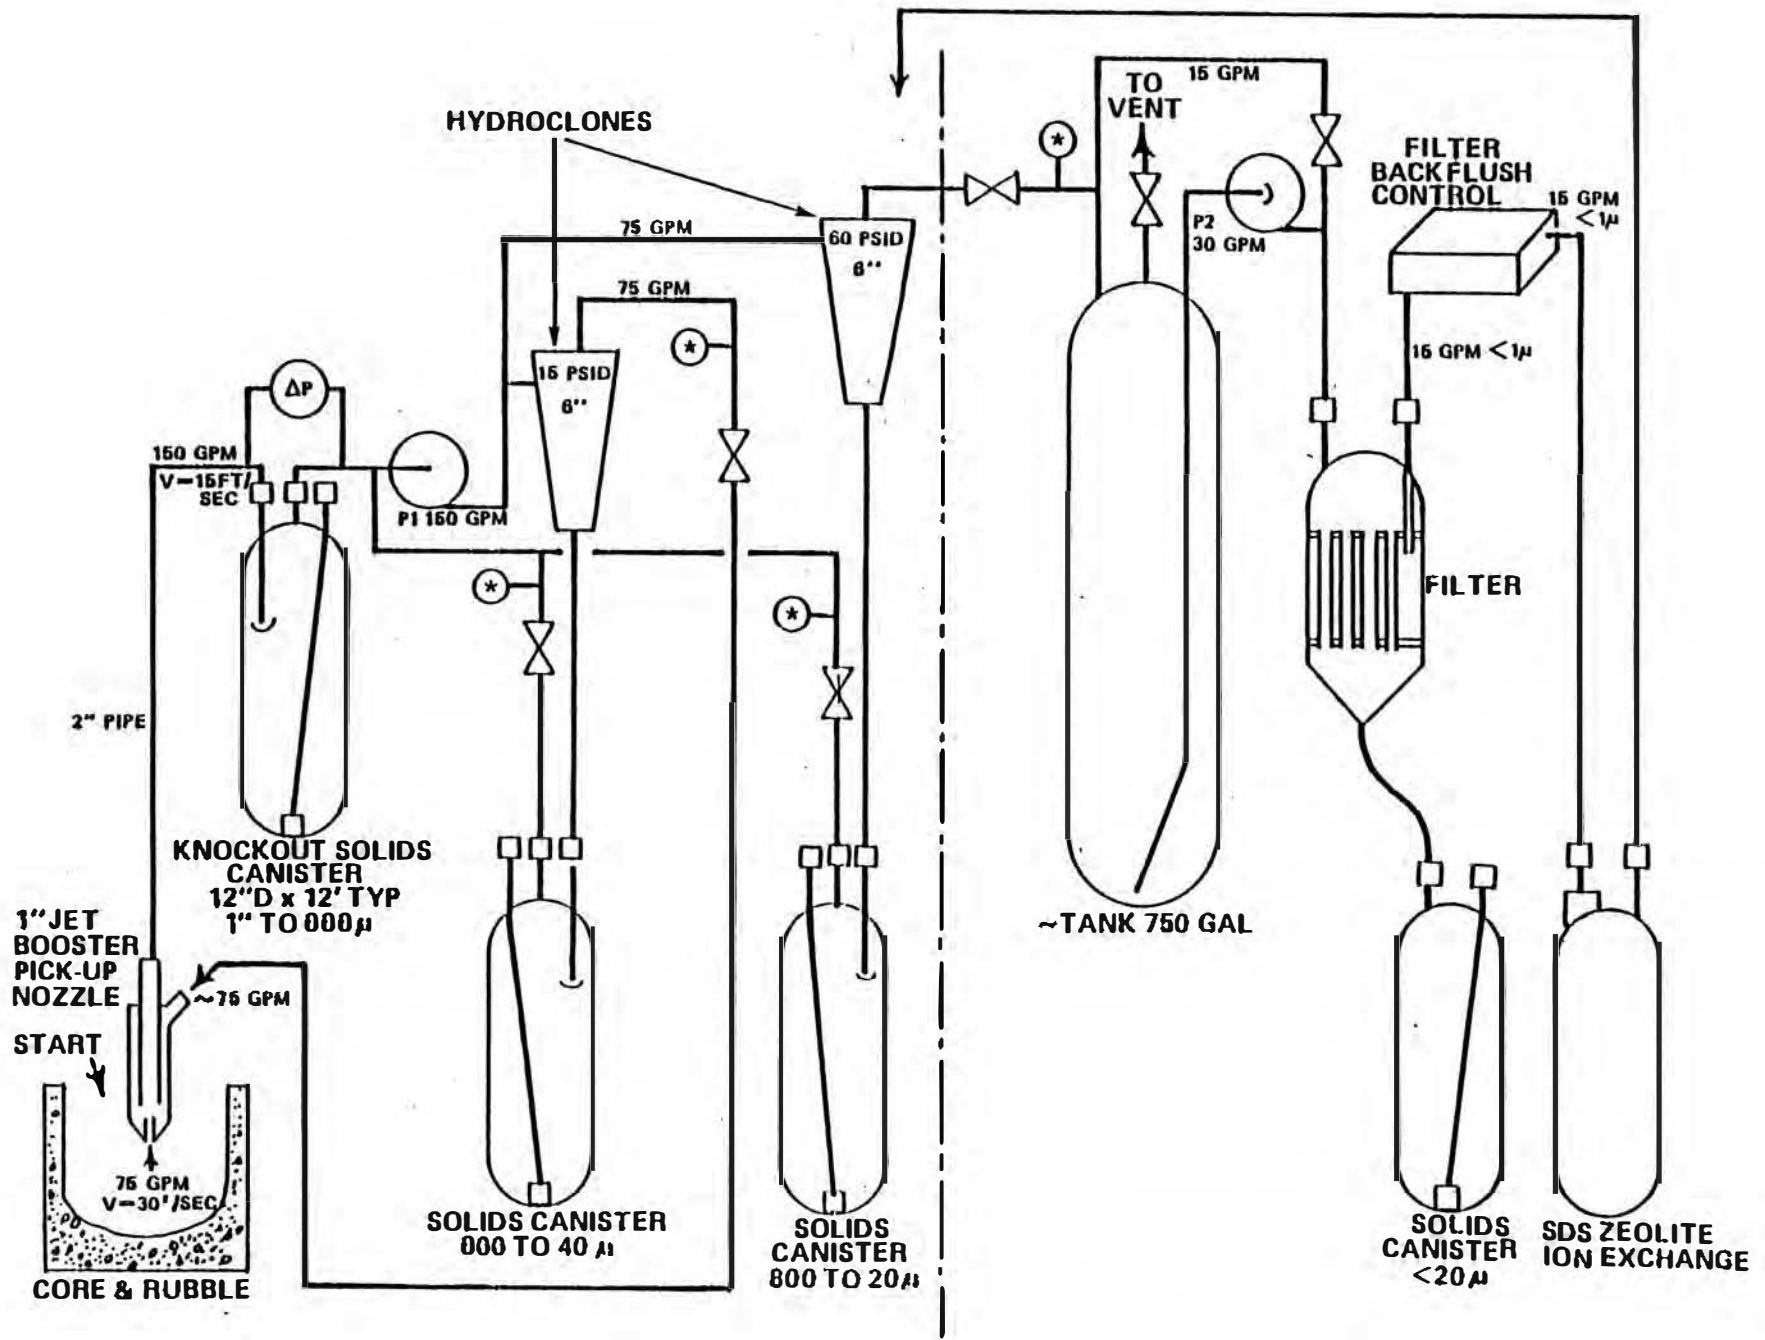 HYDROCLONES
TO
VENT
15 GPM
FILTER
BACKFLUSH
CONTROL
15 GPM
<1μ
75 GPM
60 PSID
6"
P2
30 GPM
75 GPM
15 PSID
6"
*
*
ΔP
15 GPM <1μ
150 GPM
V=15FT/
SEC
P1 150 GPM
*
*
FILTER
2" PIPE
KNOCKOUT SOLIDS
CANISTER
12"D x 12' TYP
1" TO 000μ
1" JET
BOOSTER
PICK-UP
NOZZLE
~75 GPM
START
75 GPM
V=30'/SEC
CORE & RUBBLE
SOLIDS CANISTER
000 TO 40 μ
SOLIDS
CANISTER
800 TO 20μ
~TANK 750 GAL
SOLIDS
CANISTER
<20μ
SDS ZEOLITE
ION EXCHANGE